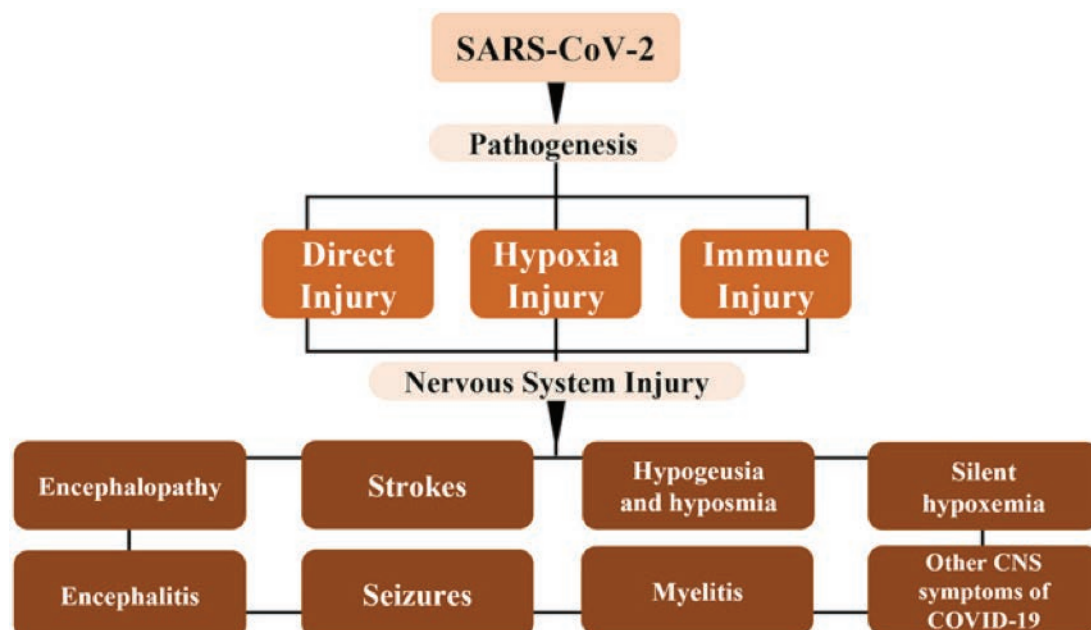 SARS-CoV-2
Pathogenesis
Direct
Injury
Hypoxia
Injury
Immune
Injury
Nervous System Injury
Encephalopathy
Strokes
Hypogeusia
and hyposmia
Silent
hypoxemia
Encephalitis
Seizures
Myelitis
Other CNS
symptoms of
COVID-19